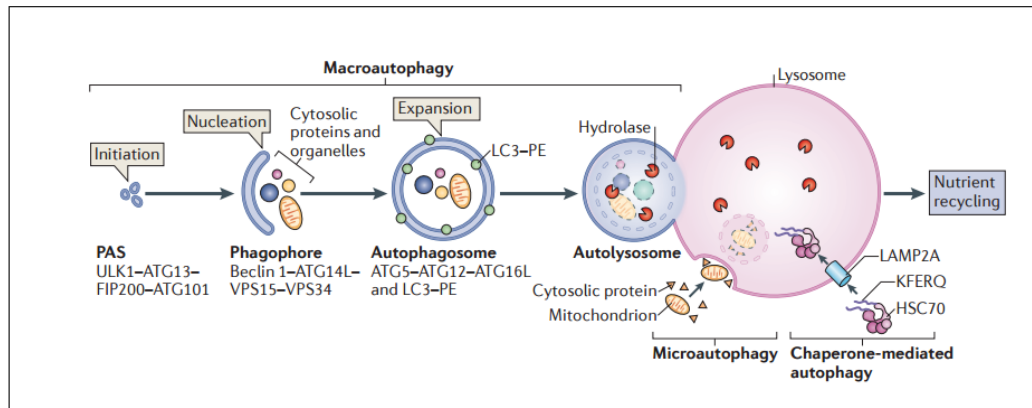 Macroautophagy
Lysosome
Initiation
Nucleation
Cytosolic
proteins and
organelles
Expansion
LC3–PE
Hydrolase
Nutrient
recycling
PAS
ULK1–ATG13–
FIP200–ATG101
Phagophore
Beclin 1–ATG14L–
VPS15–VPS34
Autophagosome
ATG5–ATG12–ATG16L
and LC3–PE
Autolysosome
Cytosolic protein
Mitochondrion
LAMP2A
KFERQ
HSC70
Microautophagy
Chaperone-mediated
autophagy